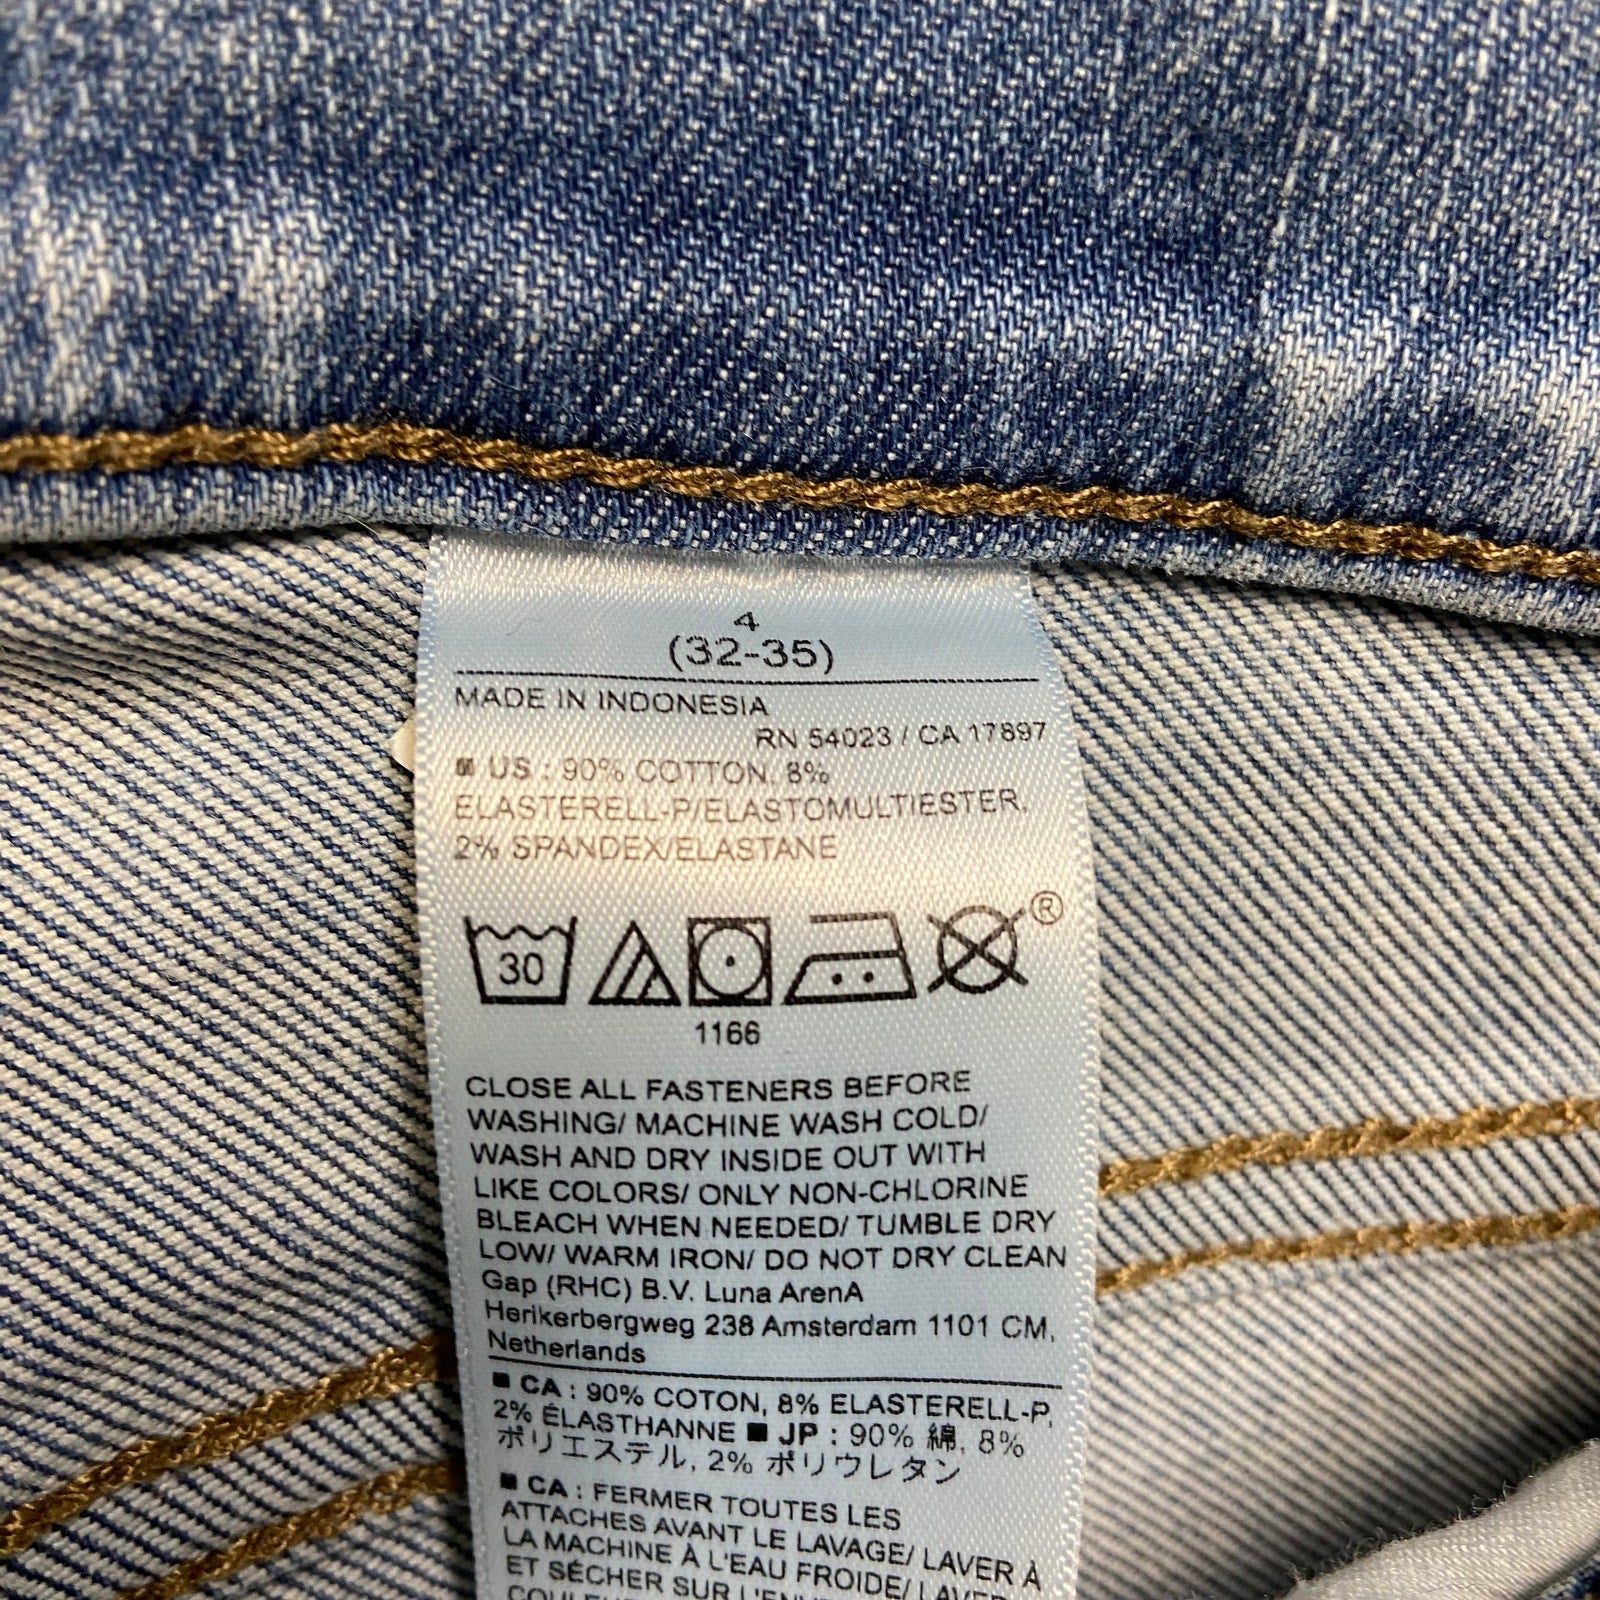 4
(32-35)
MADE IN INDONESIA
RN 54023 / CA 17897
■ US : 90% COTTON, 8%
ELASTERELL-P/ELASTOMULTIESTER,
2% SPANDEX/ELASTANE
30
®
1166
CLOSE ALL FASTENERS BEFORE
WASHING/ MACHINE WASH COLD/
WASH AND DRY INSIDE OUT WITH
LIKE COLORS/ ONLY NON-CHLORINE
BLEACH WHEN NEEDED/ TUMBLE DRY
LOW/ WARM IRON/ DO NOT DRY CLEAN
Gap (RHC) B.V. Luna ArenA
Herikerbergweg 238 Amsterdam 1101 CM,
Netherlands
■ CA : 90% COTON, 8% ELASTERELL-P,
2% ÉLASTHANNE ■ JP : 90% 綿, 8%
ポリエステル, 2% ポリウレタン
■ CA : FERMER TOUTES LES
ATTACHES AVANT LE LAVAGE/ LAVER À
LA MACHINE À L'EAU FROIDE/ LAVER
ET SÉCHER SUR